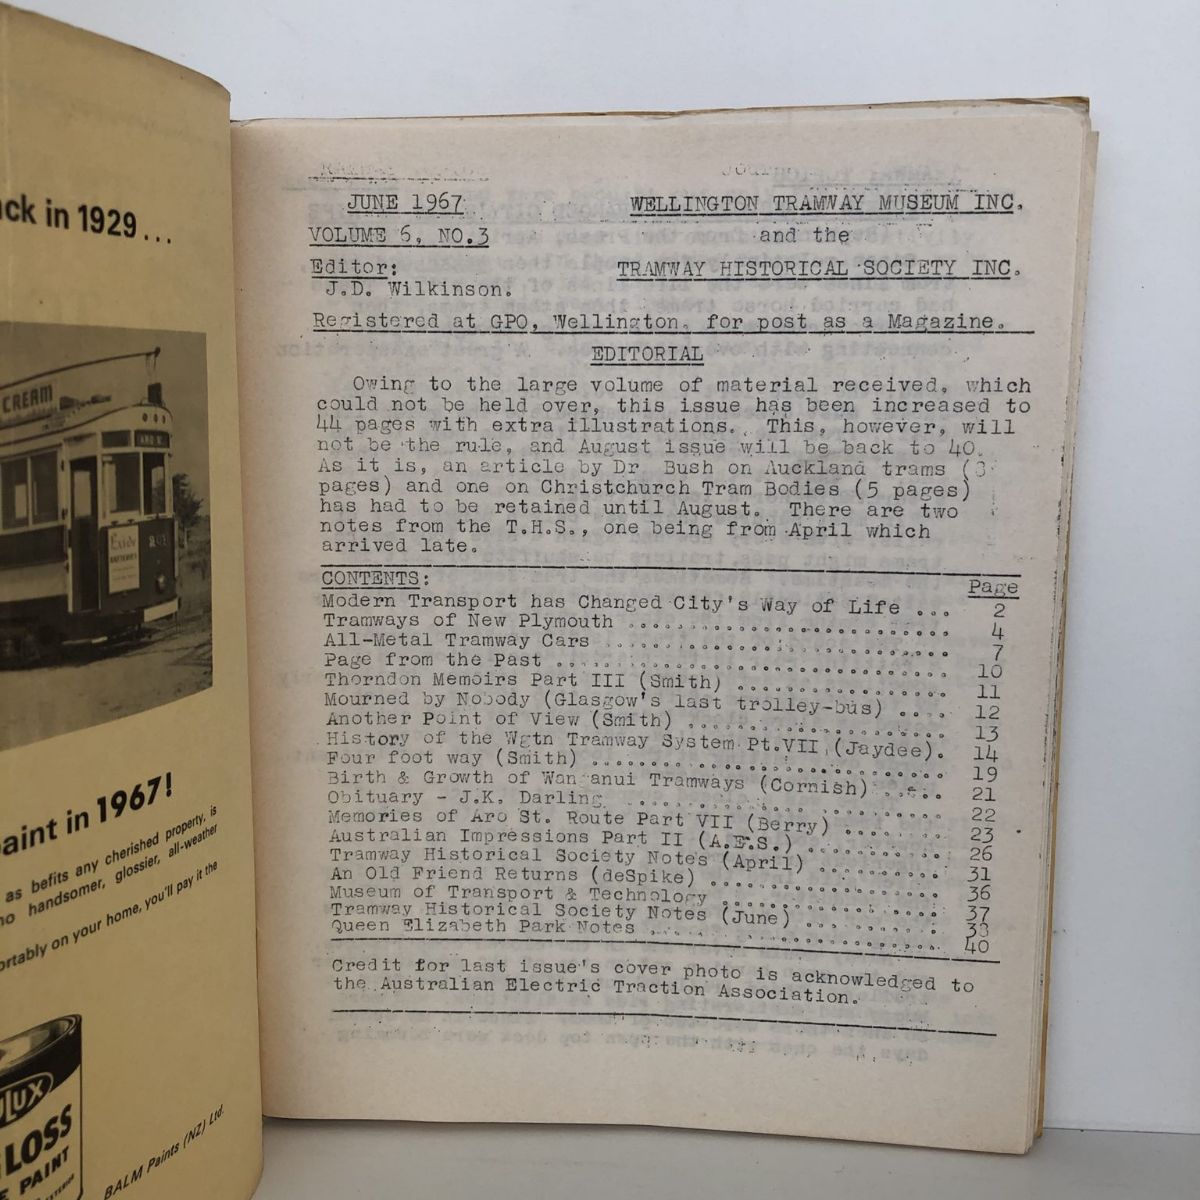 ck in 1929...
CREAM
Exide
BATTERIES
aint in 1967!
as befits any cherished property, is
no handsomer, glossier, all-weather
ortably on your home, you'll pay it the
LUX
LOSS
PAINT
BALM Paints (NZ) Ltd.
JUNE 1967 WELLINGTON TRAMWAY MUSEUM INC.
VOLUME 6, NO.3 and the
Editor: TRAMWAY HISTORICAL SOCIETY INC.
J.D. Wilkinson.
Registered at GPO, Wellington, for post as a Magazine.
EDITORIAL
Owing to the large volume of material received, which
could not be held over, this issue has been increased to
44 pages with extra illustrations. This, however, will
not be the rule, and August issue will be back to 40.
As it is, an article by Dr. Bush on Auckland trams (3
pages) and one on Christchurch Tram Bodies (5 pages)
has had to be retained until August. There are two
notes from the T.H.S., one being from April which
arrived late.
CONTENTS: Page
Modern Transport has Changed City's Way of Life ... 2
Tramways of New Plymouth 4
All-Metal Tramway Cars 7
Page from the Past 10
Thorndon Memoirs Part III (Smith) 11
Mourned by Nobody (Glasgow's last trolley-bus) 12
Another Point of View (Smith) 13
History of the Wgtn Tramway System Pt.VII (Jaydee). 14
Four foot way (Smith) 19
Birth & Growth of Wanganui Tramways (Cornish) 21
Obituary - J.K. Darling 22
Memories of Aro St. Route Part VII (Berry) 23
Australian Impressions Part II (A.E.S.) 26
Tramway Historical Society Notes (April) 31
An Old Friend Returns (deSpike) 36
Museum of Transport & Technology 37
Tramway Historical Society Notes (June)
Queen Elizabeth Park Notes 40
Credit for last issue's cover photo is acknowledged to
the Australian Electric Traction Association.